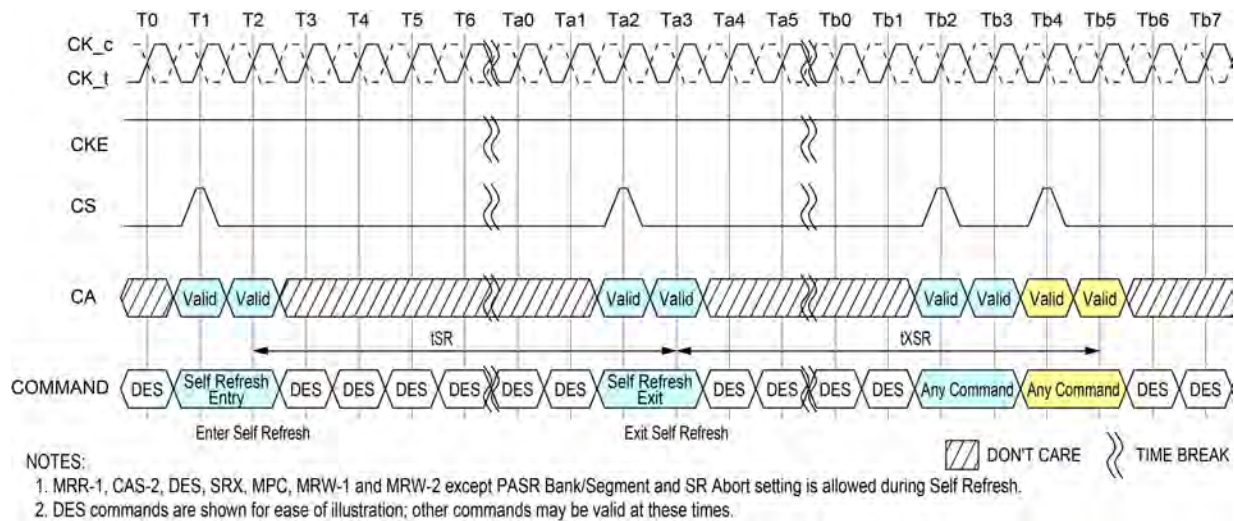 T0 T1 T2 T3 T4 T5 T6 Ta0 Ta1 Ta2 Ta3 Ta4 Ta5 Tb0 Tb1 Tb2 Tb3 Tb4 Tb5 Tb6 Tb7
CK_c
CK_t
CKE
CS
CA Valid Valid Valid Valid Valid Valid Valid Valid
tSR tXSR
COMMAND DES Self Refresh Entry DES DES DES DES DES DES Self Refresh Exit DES DES DES DES Any Command Any Command DES DES
Enter Self Refresh Exit Self Refresh
DON'T CARE TIME BREAK
NOTES:
1. MRR-1, CAS-2, DES, SRX, MPC, MRW-1 and MRW-2 except PASR Bank/Segment and SR Abort setting is allowed during Self Refresh.
2. DES commands are shown for ease of illustration; other commands may be valid at these times.